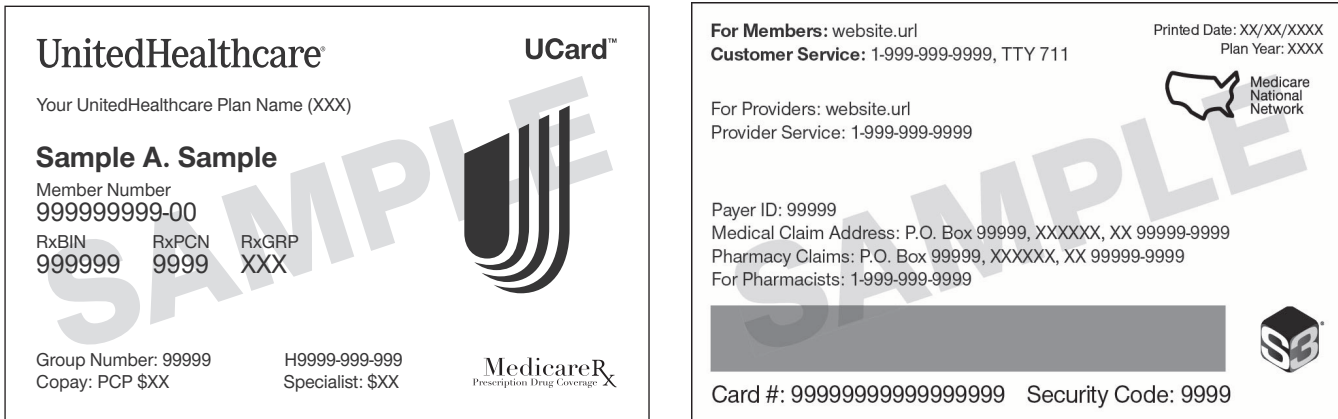 UnitedHealthcare®
UCard™
Your UnitedHealthcare Plan Name (XXX)
Sample A. Sample
Member Number
999999999-00
RxBIN RxPCN RxGRP
999999 9999 XXX
Group Number: 99999 H9999-999-999
Copay: PCP $XX Specialist: $XX
MedicareRx
Prescription Drug Coverage
SAMPLE
For Members: website.url
Customer Service: 1-999-999-9999, TTY 711
Printed Date: XX/XX/XXXX
Plan Year: XXXX
Medicare
National
Network
For Providers: website.url
Provider Service: 1-999-999-9999
Payer ID: 99999
Medical Claim Address: P.O. Box 99999, XXXXXX, XX 99999-9999
Pharmacy Claims: P.O. Box 99999, XXXXXX, XX 99999-9999
For Pharmacists: 1-999-999-9999
S3®
Card #: 99999999999999999 Security Code: 9999
SAMPLE